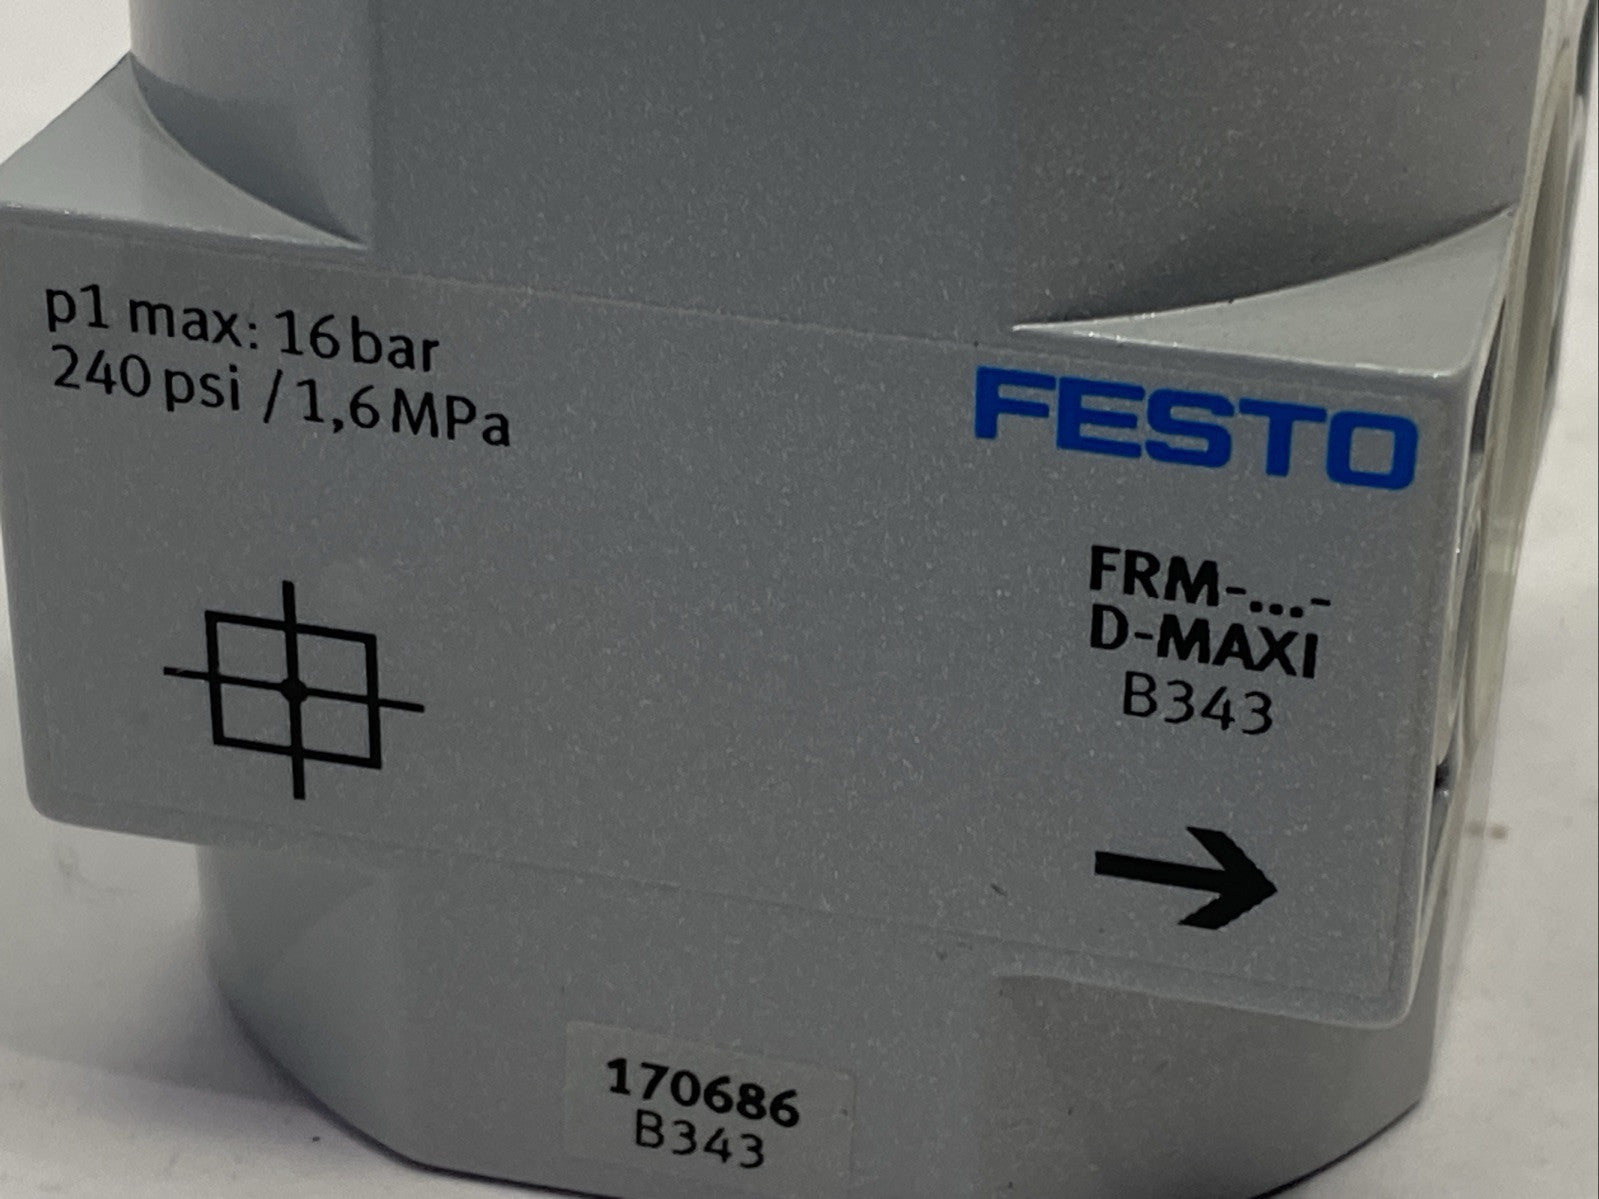 p1 max: 16 bar
240 psi / 1,6 MPa
FESTO
FRM-...-
D-MAXI
B343
170686
B343